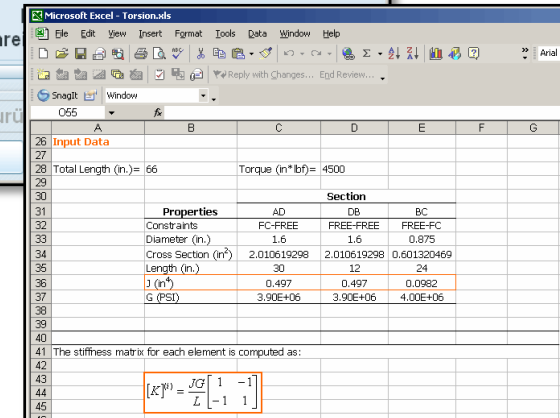 Microsoft Excel - Torsion.xls
File Edit View Insert Format Tools Data Window Help
Arial
Reply with Changes... End Review...
SnagIt Window
O55 fx
A B C D E F G
26 Input Data
27
28 Total Length (in.)= 66 Torque (in*lbf)= 4500
29
30 Section
31 Properties AD DB BC
32 Constraints FC-FREE FREE-FREE FREE-FC
33 Diameter (in.) 1.6 1.6 0.875
34 Cross Section (in²) 2.010619298 2.010619298 0.601320469
35 Length (in.) 30 12 24
36 J (in⁴) 0.497 0.497 0.0982
37 G (PSI) 3.90E+06 3.90E+06 4.00E+06
38
39
40
41 The stiffness matrix for each element is computed as:
42
43
44 [K]⁽ⁱ⁾ = JG/L [1 -1
45 -1 1]